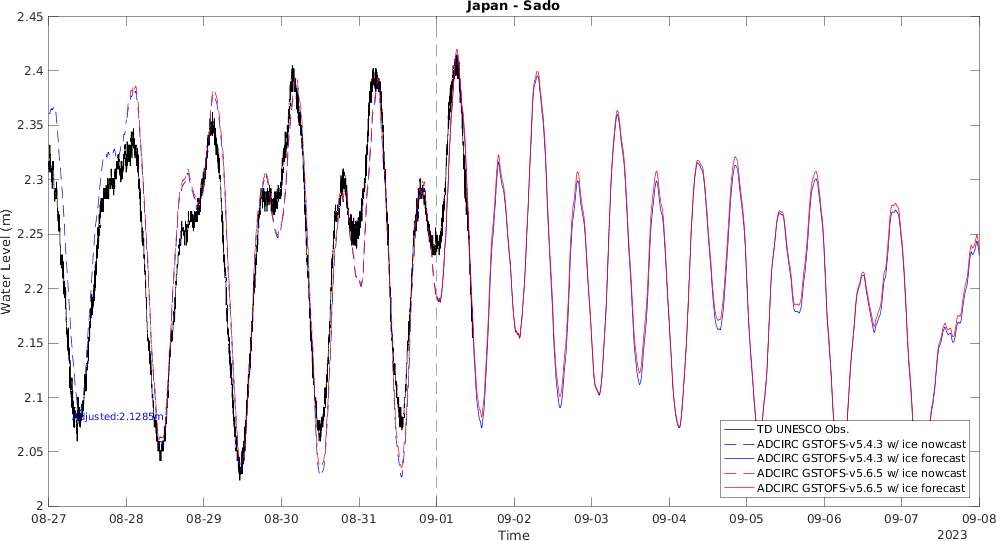 Japan - Sado
2.45
2.4
2.35
2.3
2.25
2.2
2.15
2.1
2.05
2
Water Level (m)
djusted:2.1285m
TD UNESCO Obs.
ADCIRC GSTOFS-v5.4.3 w/ ice nowcast
ADCIRC GSTOFS-v5.4.3 w/ ice forecast
ADCIRC GSTOFS-v5.6.5 w/ ice nowcast
ADCIRC GSTOFS-v5.6.5 w/ ice forecast
08-27 08-28 08-29 08-30 08-31 09-01 09-02 09-03 09-04 09-05 09-06 09-07 09-08
Time
2023